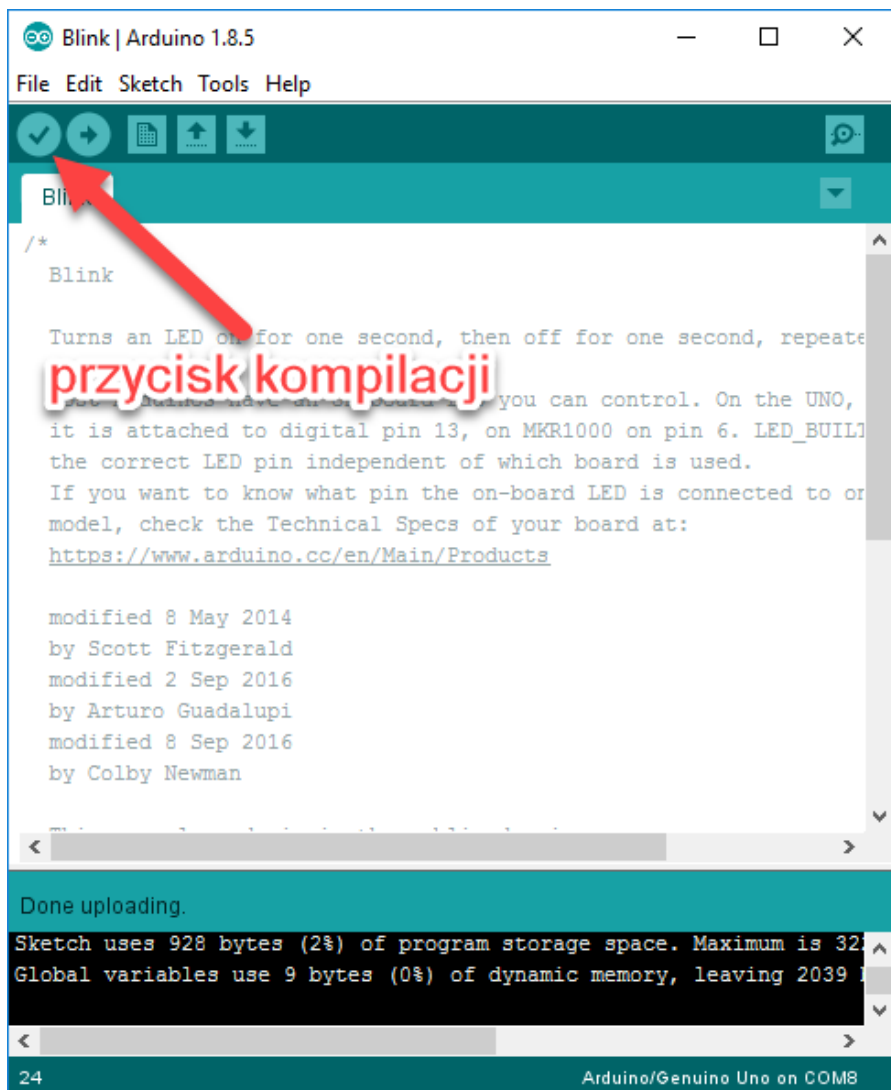 Blink | Arduino 1.8.5
File Edit Sketch Tools Help
/*
Blink
Turns an LED on for one second, then off for one second, repeate
przycisk kompilacji
you can control. On the UNO,
it is attached to digital pin 13, on MKR1000 on pin 6. LED_BUILT
the correct LED pin independent of which board is used.
If you want to know what pin the on-board LED is connected to on
model, check the Technical Specs of your board at:
https://www.arduino.cc/en/Main/Products
modified 8 May 2014
by Scott Fitzgerald
modified 2 Sep 2016
by Arturo Guadalupi
modified 8 Sep 2016
by Colby Newman
Done uploading.
Sketch uses 928 bytes (2%) of program storage space. Maximum is 32
Global variables use 9 bytes (0%) of dynamic memory, leaving 2039
24
Arduino/Genuino Uno on COM8